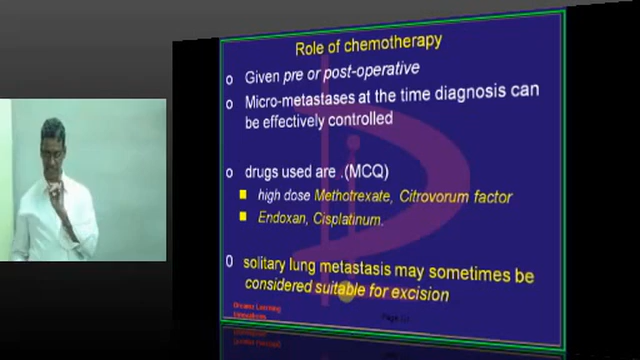 Role of chemotherapy
o Given pre or post-operative
o Micro-metastases at the time diagnosis can
be effectively controlled
o drugs used are .(MCQ)
high dose Methotrexate, Citrovorum factor
Endoxan, Cisplatinum.
0 solitary lung metastasis may sometimes be
considered suitable for excision